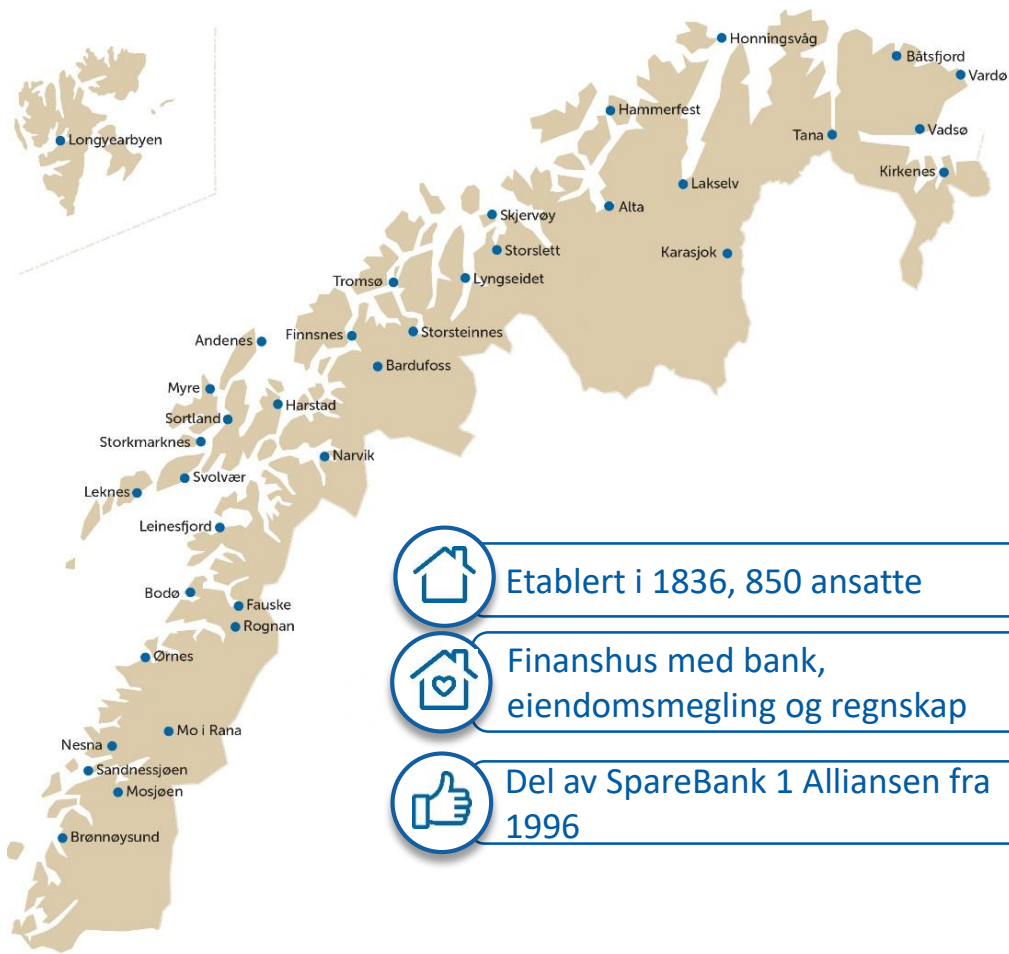 Honningsvåg
Båtsfjord
Vardø
Hammerfest
Longyearbyen
Tana
Vadsø
Kirkenes
Lakselv
Alta
Skjervøy
Storslett
Karasjok
Tromsø
Lyngseidet
Finnsnes
Storsteinnes
Andenes
Bardufoss
Myre
Harstad
Sortland
Storkmarknes
Narvik
Svolvær
Leknes
Leinesfjord
Etablert i 1836, 850 ansatte
Bodø
Fauske
Rognan
Ørnes
Finanshus med bank,
eiendomsmegling og regnskap
Mo i Rana
Nesna
Sandnessjøen
Mosjøen
Del av SpareBank 1 Alliansen fra
1996
Brønnøysund